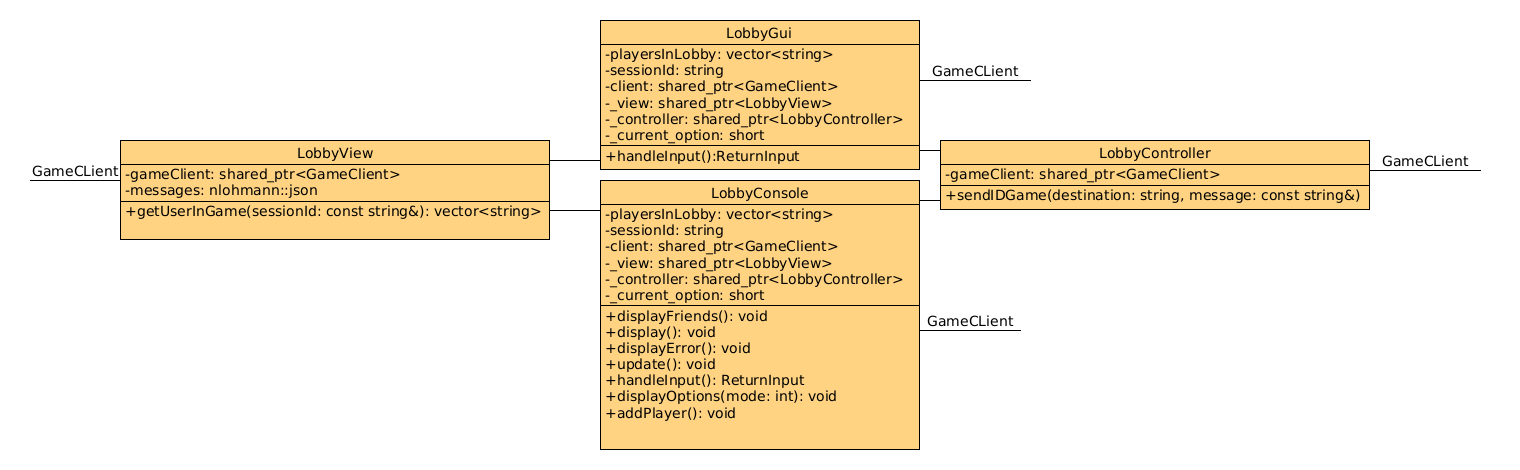 LobbyGui
-playersInLobby: vector<string>
-sessionId: string
-client: shared_ptr<GameClient>
-_view: shared_ptr<LobbyView>
-_controller: shared_ptr<LobbyController>
-_current_option: short
+handleInput():ReturnInput
GameCLient
GameCLient
LobbyView
-gameClient: shared_ptr<GameClient>
-messages: nlohmann::json
+getUserInGame(sessionId: const string&): vector<string>
LobbyController
-gameClient: shared_ptr<GameClient>
+sendIDGame(destination: string, message: const string&)
GameCLient
LobbyConsole
-playersInLobby: vector<string>
-sessionId: string
-client: shared_ptr<GameClient>
-_view: shared_ptr<LobbyView>
-_controller: shared_ptr<LobbyController>
-_current_option: short
+displayFriends(): void
+display(): void
+displayError(): void
+update(): void
+handleInput(): ReturnInput
+displayOptions(mode: int): void
+addPlayer(): void
GameCLient